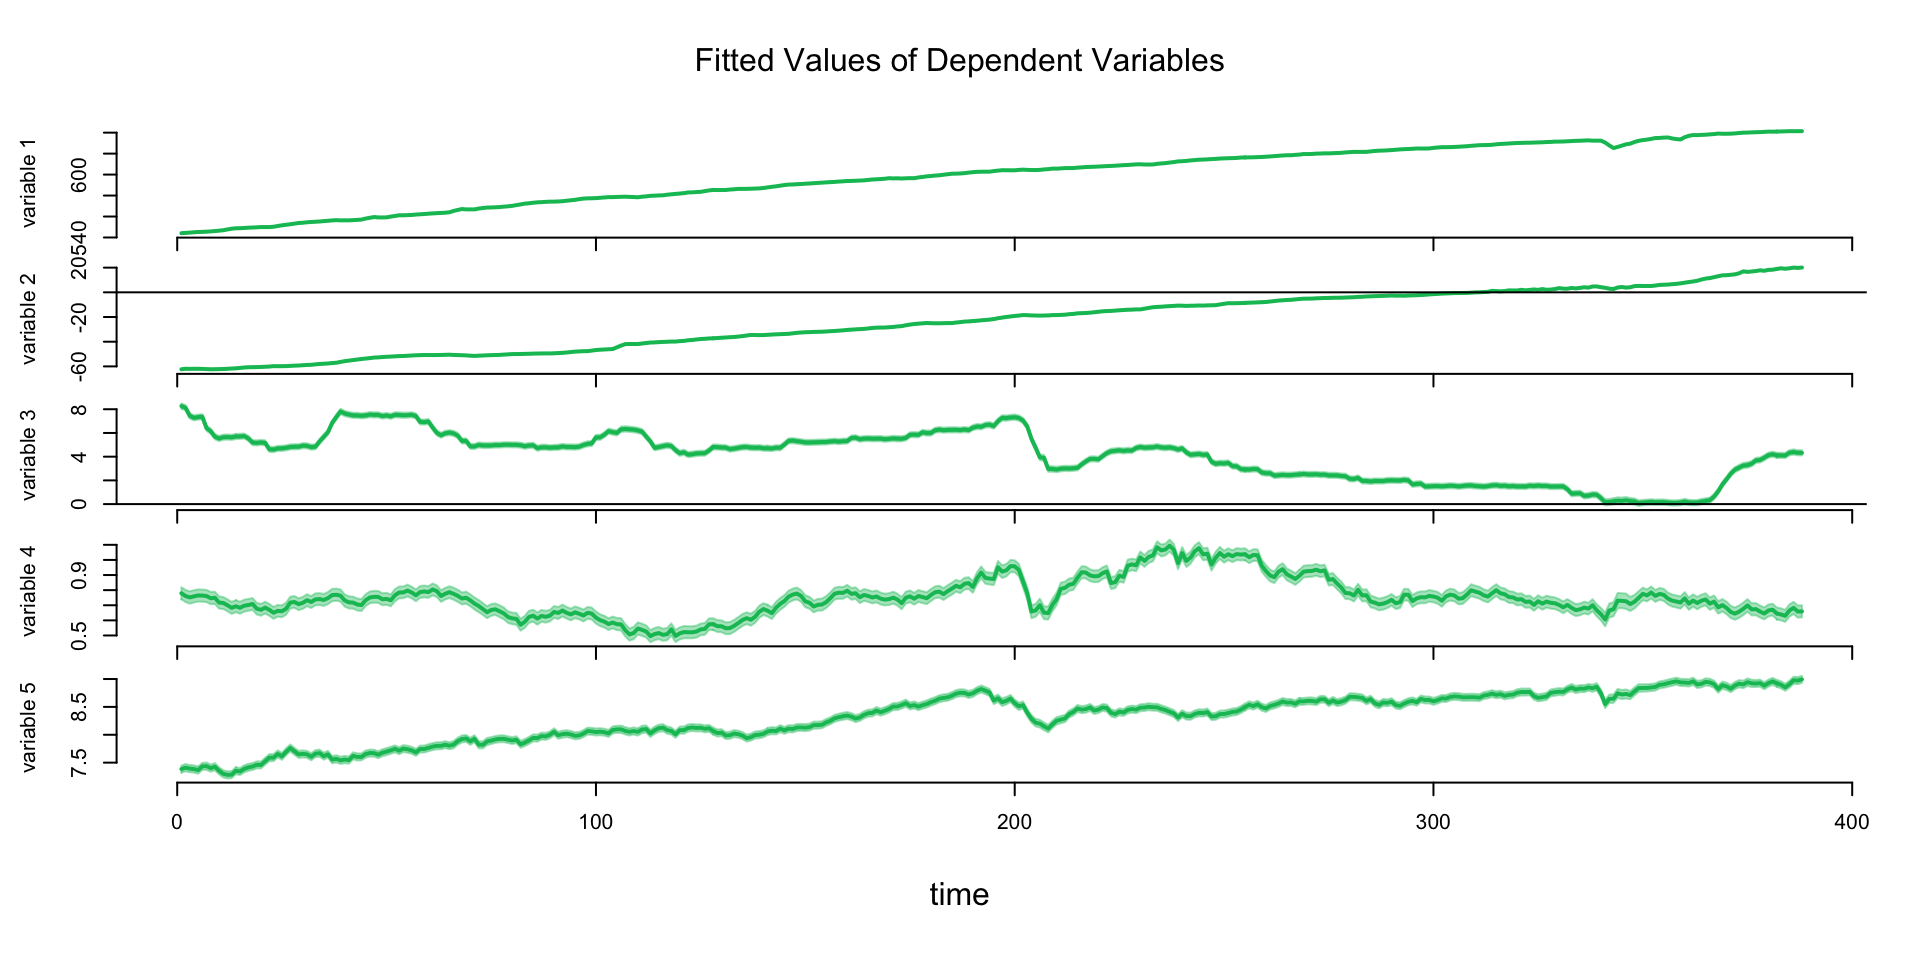 Fitted Values of Dependent Variables
variable 1
540
600
variable 2
-60
-20
20
variable 3
0
4
8
variable 4
0.5
0.9
variable 5
7.5
8.5
0 100 200 300 400
time